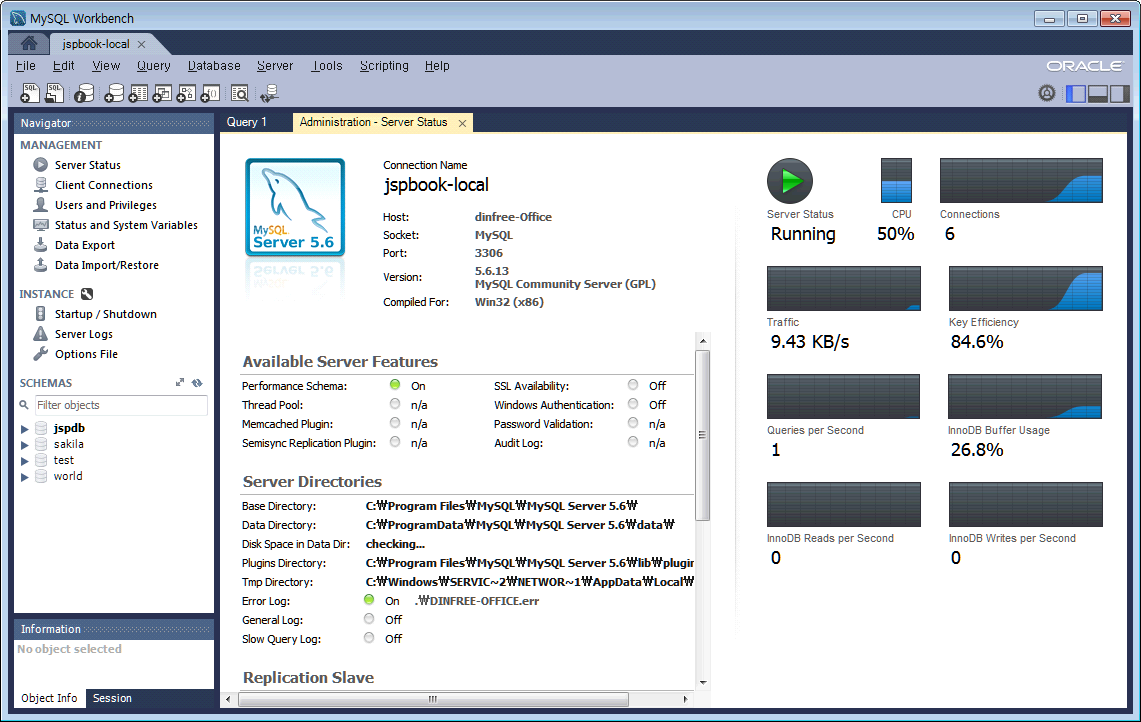 MySQL Workbench
jspbook-local
File Edit View Query Database Server Tools Scripting Help
ORACLE
Navigator
MANAGEMENT
Server Status
Client Connections
Users and Privileges
Status and System Variables
Data Export
Data Import/Restore
INSTANCE
Startup / Shutdown
Server Logs
Options File
SCHEMAS
Filter objects
jspdb
sakila
test
world
Information
No object selected
Object Info Session
Query 1 Administration - Server Status
MySQL
Server 5.6
Connection Name
jspbook-local
Host: dinfree-Office
Socket: MySQL
Port: 3306
Version: 5.6.13
MySQL Community Server (GPL)
Compiled For: Win32 (x86)
Available Server Features
Performance Schema: On SSL Availability: Off
Thread Pool: n/a Windows Authentication: Off
Memcached Plugin: n/a Password Validation: n/a
Semisync Replication Plugin: n/a Audit Log: n/a
Server Directories
Base Directory: C:₩Program Files₩MySQL₩MySQL Server 5.6₩
Data Directory: C:₩ProgramData₩MySQL₩MySQL Server 5.6₩data₩
Disk Space in Data Dir: checking...
Plugins Directory: C:₩Program Files₩MySQL₩MySQL Server 5.6₩lib₩plugin
Tmp Directory: C:₩Windows₩SERVIC~2₩NETWOR~1₩AppData₩Local₩
Error Log: On .₩DINFREE-OFFICE.err
General Log: Off
Slow Query Log: Off
Replication Slave
Server Status CPU Connections
Running 50% 6
Traffic Key Efficiency
9.43 KB/s 84.6%
Queries per Second InnoDB Buffer Usage
1 26.8%
InnoDB Reads per Second InnoDB Writes per Second
0 0